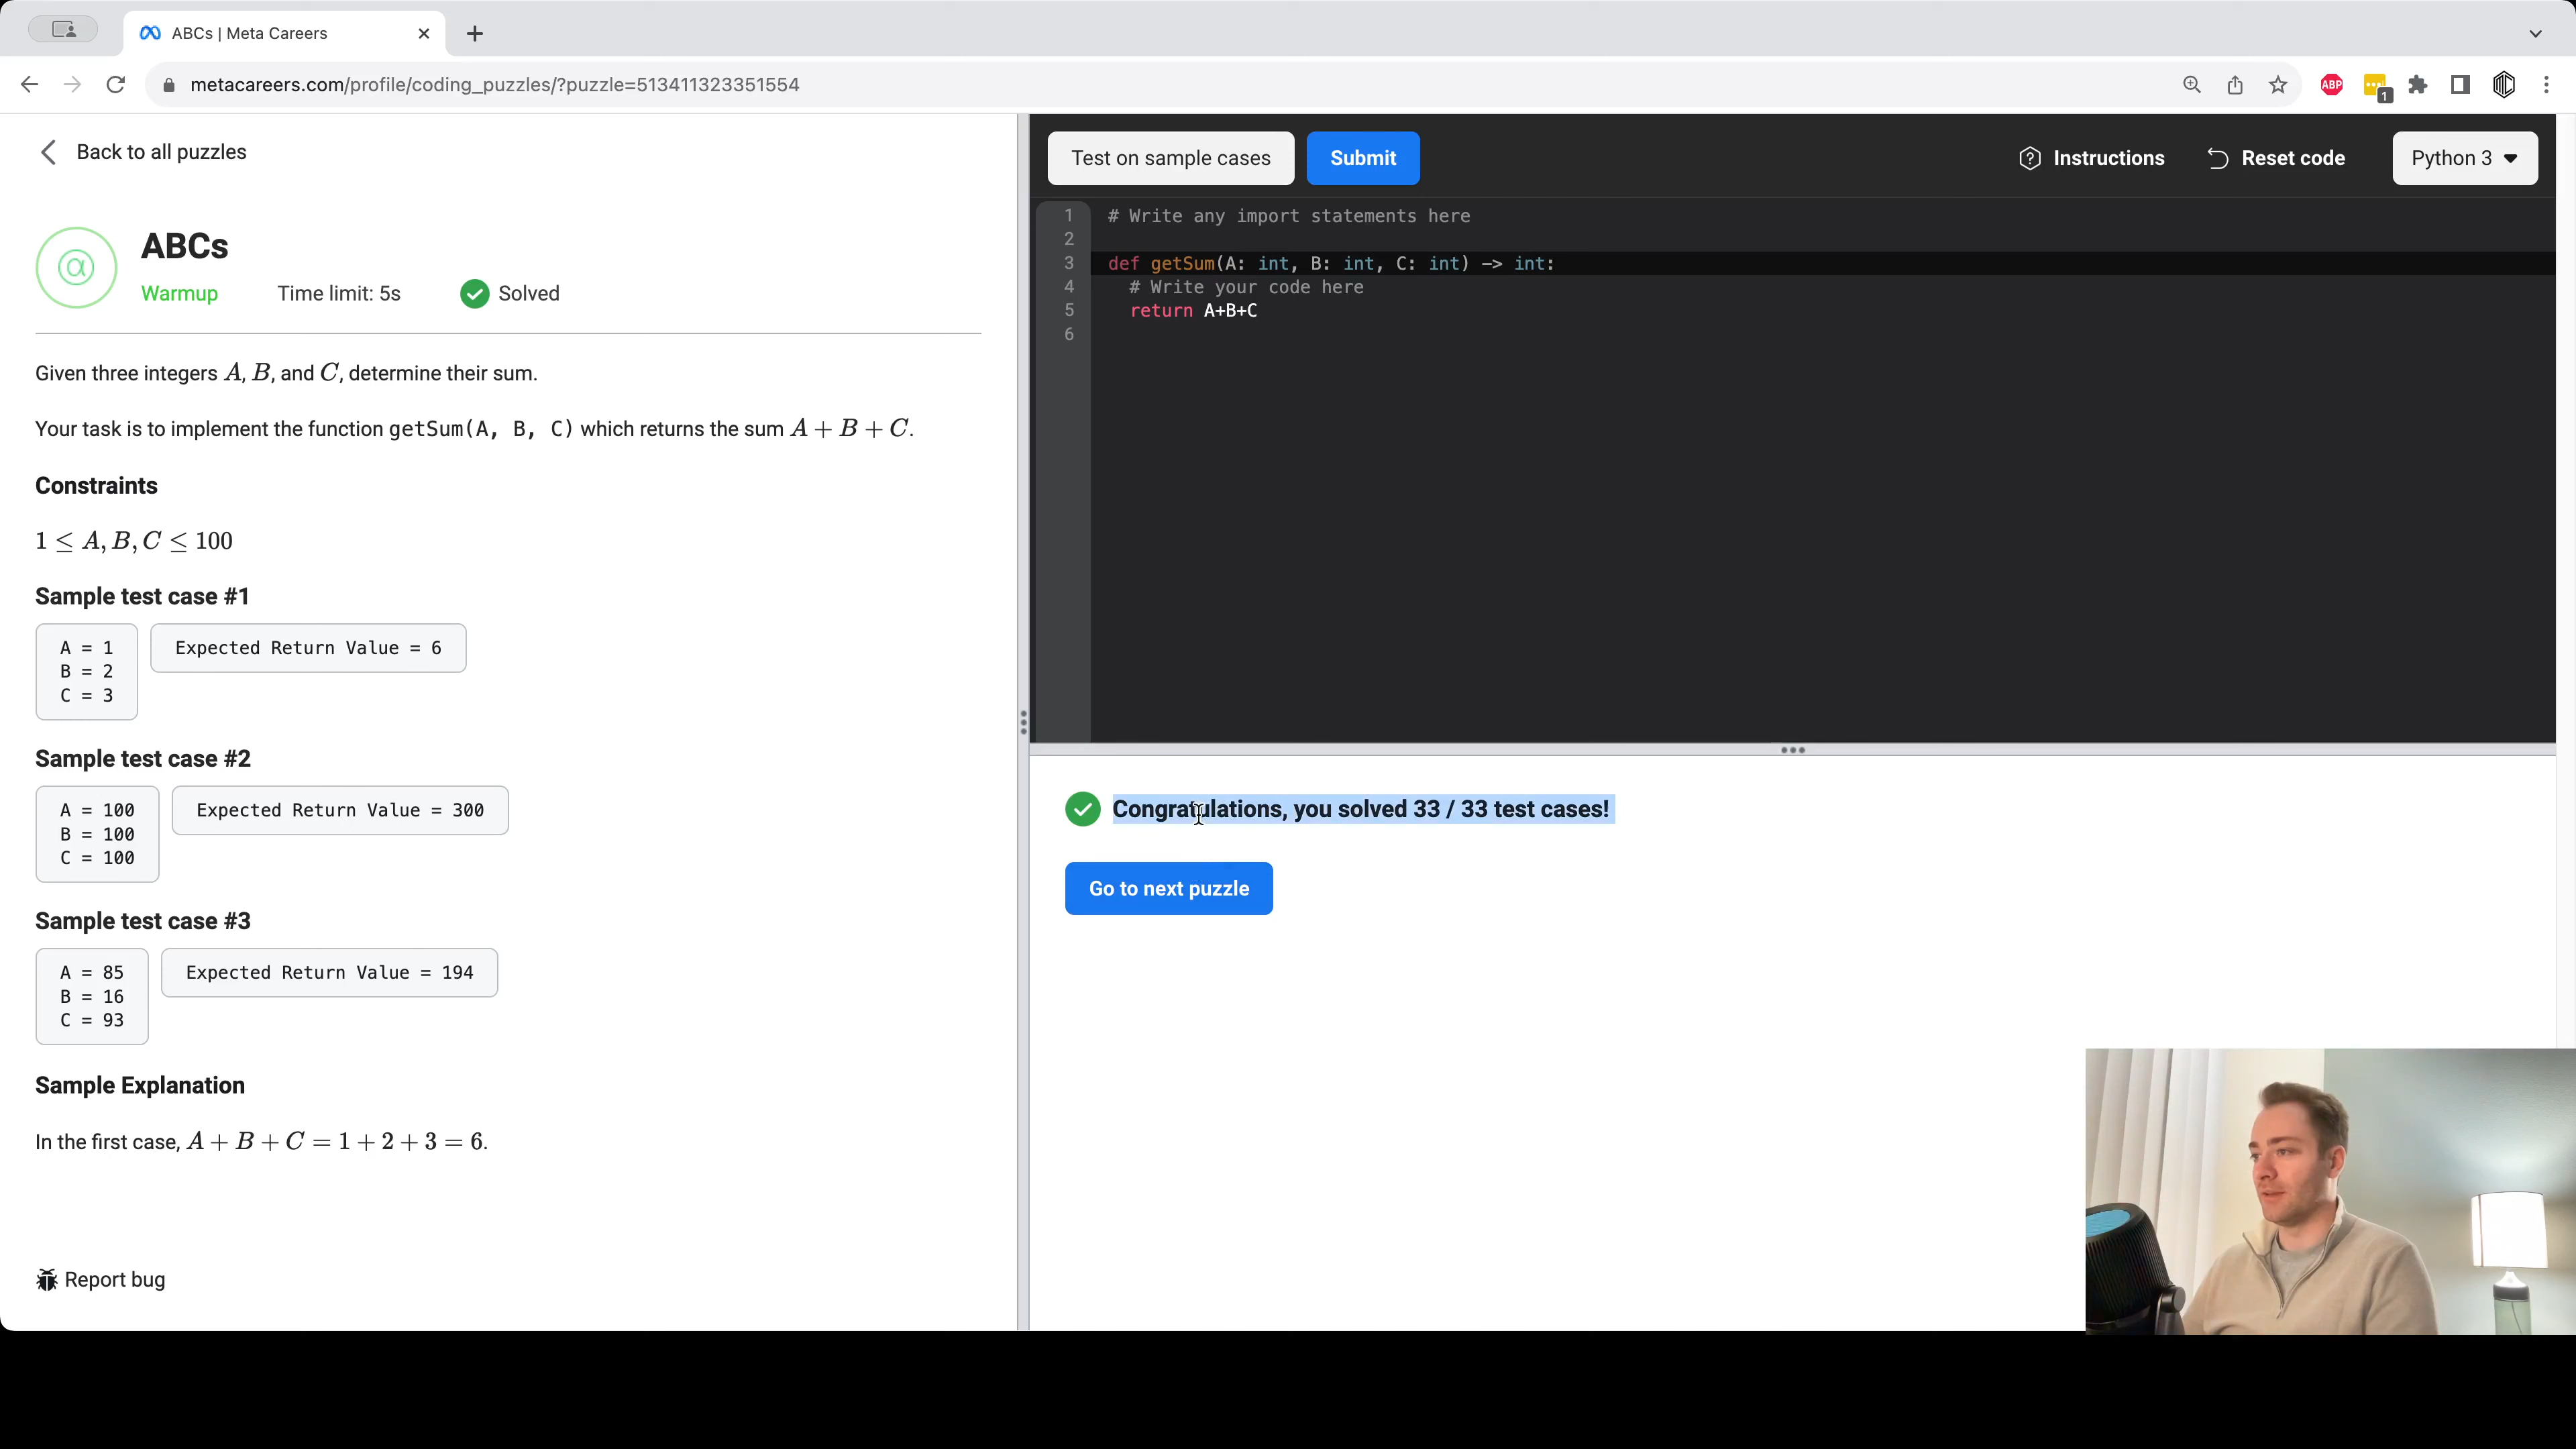 ABCs | Meta Careers
metacareers.com/profile/coding_puzzles/?puzzle=513411323351554
ABP
1
Back to all puzzles
ABCs
Warmup Time limit: 5s Solved
Given three integers A, B, and C, determine their sum.
Your task is to implement the function getSum(A, B, C) which returns the sum A + B + C.
Constraints
1 ≤ A, B, C ≤ 100
Sample test case #1
A = 1
B = 2
C = 3
Expected Return Value = 6
Sample test case #2
A = 100
B = 100
C = 100
Expected Return Value = 300
Sample test case #3
A = 85
B = 16
C = 93
Expected Return Value = 194
Sample Explanation
In the first case, A + B + C = 1 + 2 + 3 = 6.
Report bug
Test on sample cases Submit Instructions Reset code Python 3
1 # Write any import statements here
2
3 def getSum(A: int, B: int, C: int) -> int:
4 # Write your code here
5 return A+B+C
6
Congratulations, you solved 33 / 33 test cases!
Go to next puzzle